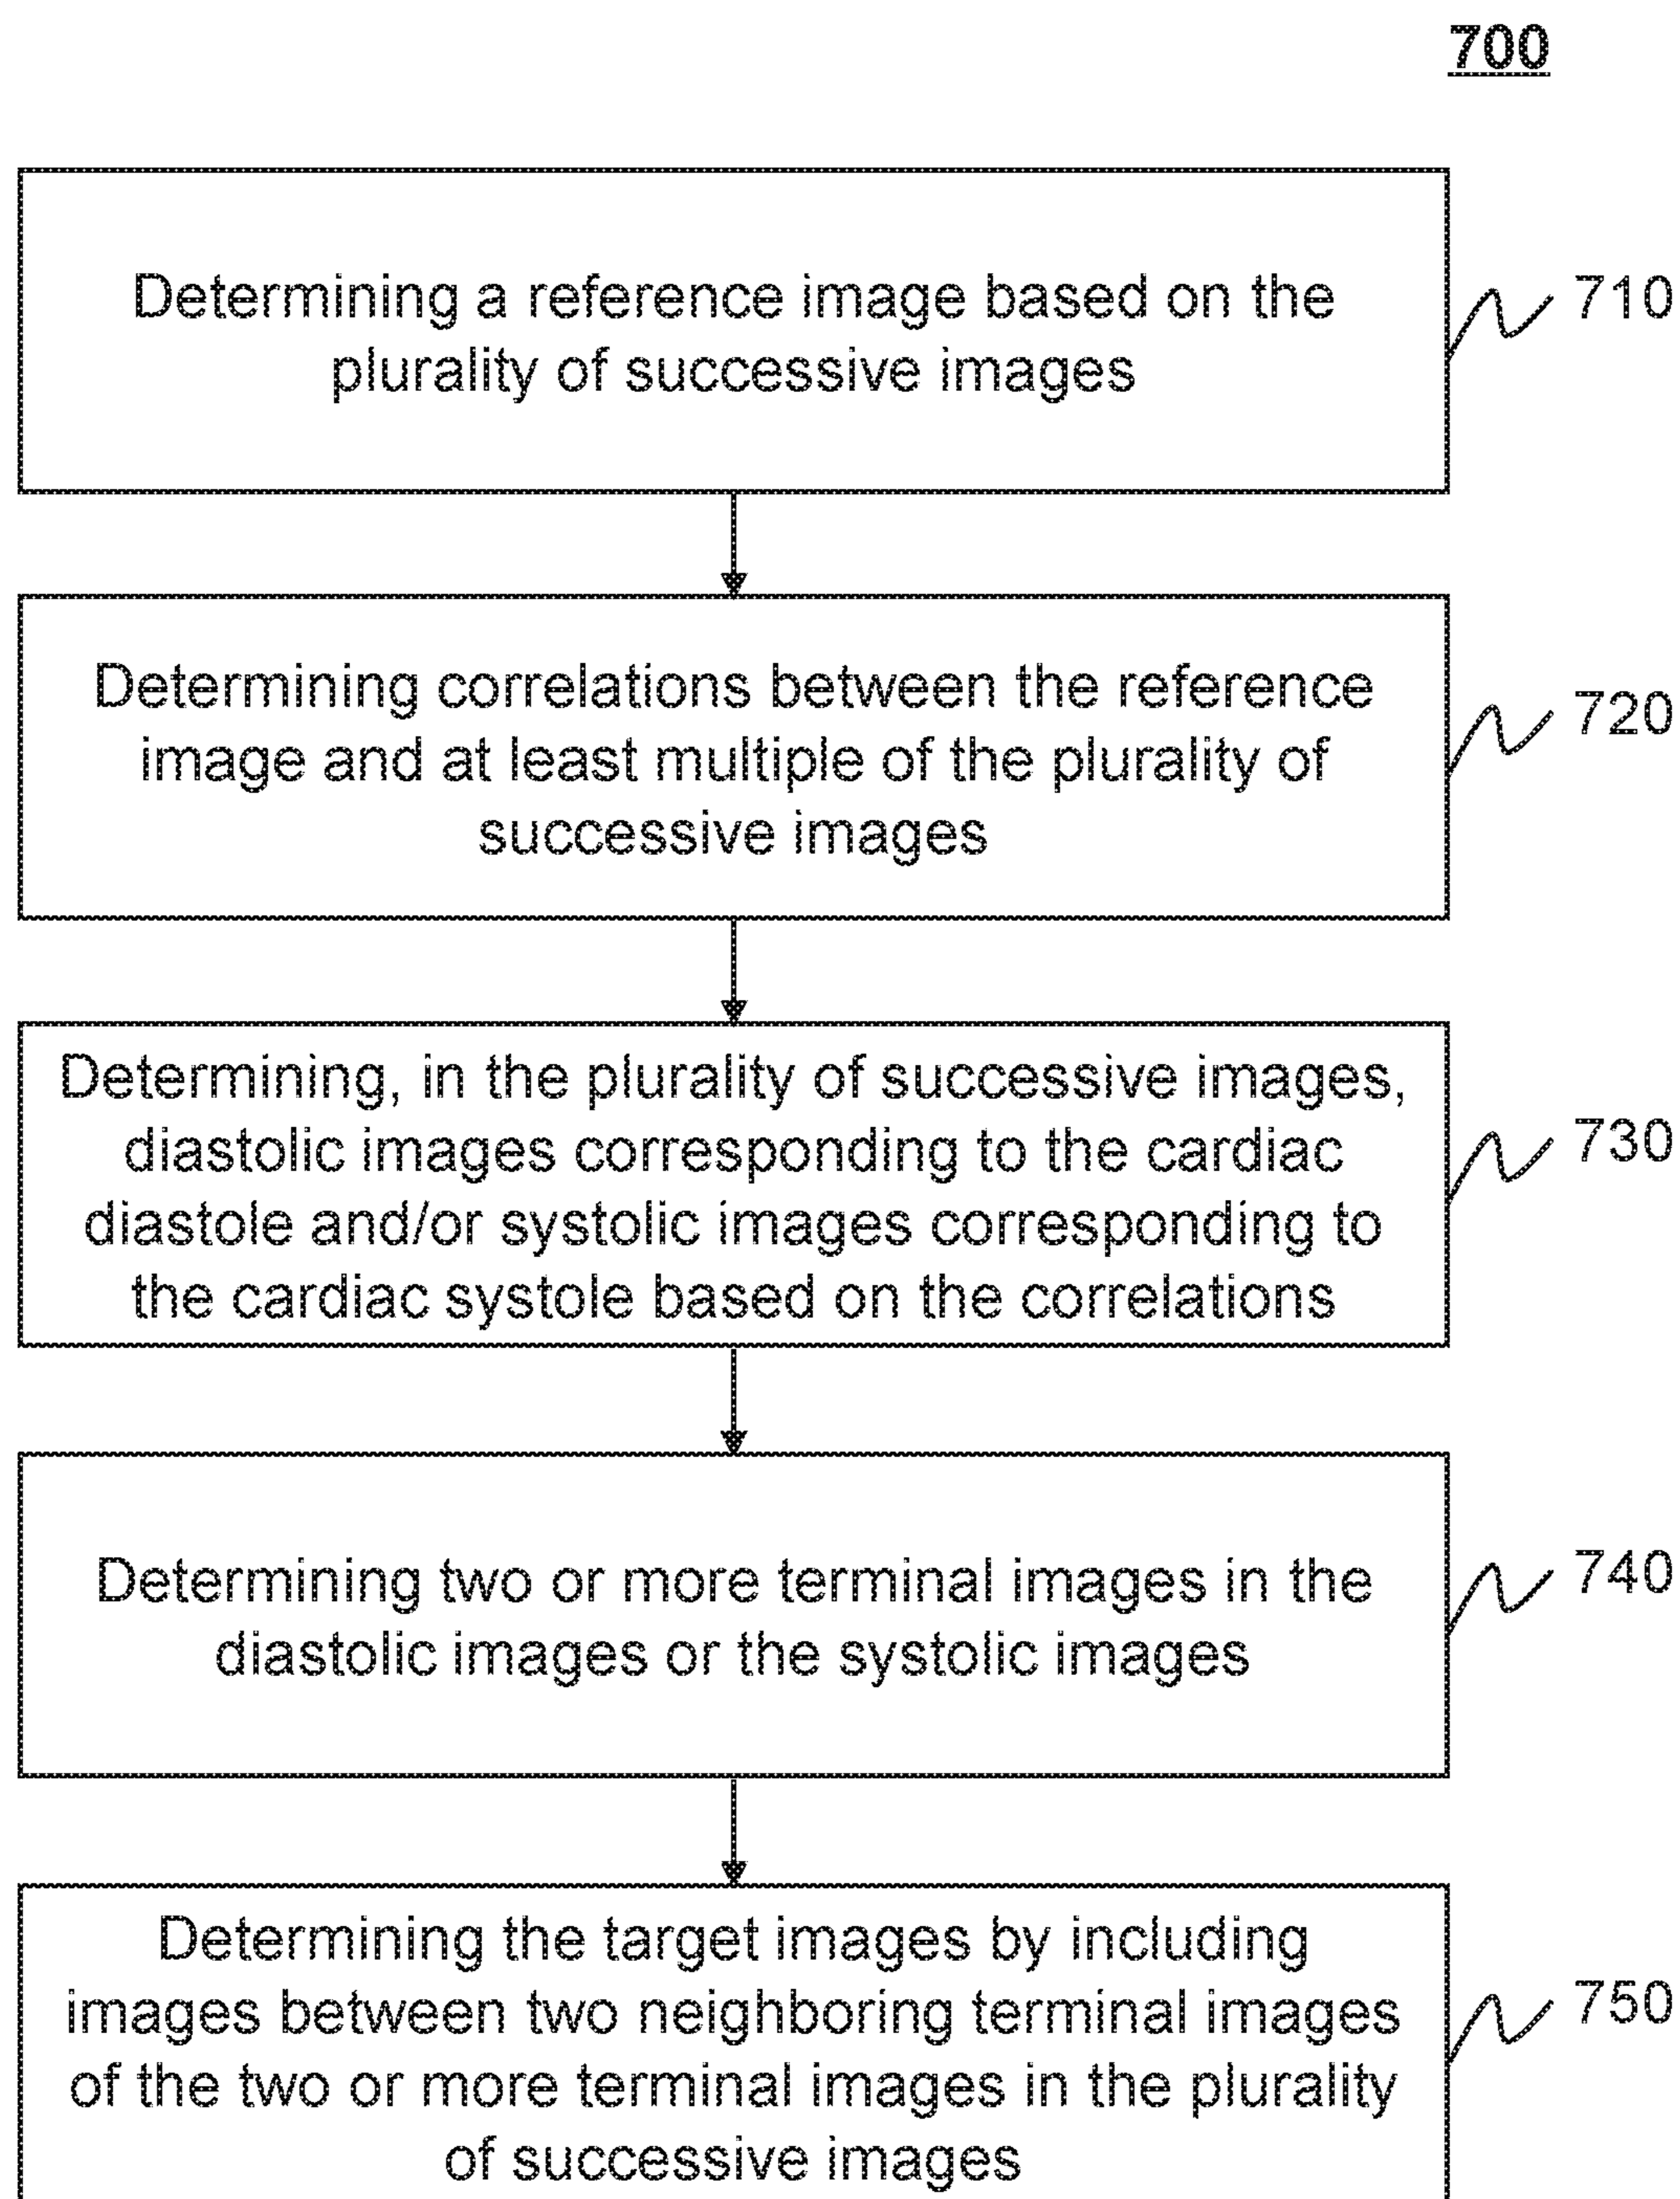 700
Determining a reference image based on the
plurality of successive images
710
Determining correlations between the reference
image and at least multiple of the plurality of
successive images
720
Determining, in the plurality of successive images,
diastolic images corresponding to the cardiac
diastole and/or systolic images corresponding to
the cardiac systole based on the correlations
730
Determining two or more terminal images in the
diastolic images or the systolic images
740
Determining the target images by including
images between two neighboring terminal images
of the two or more terminal images in the plurality
of successive images
750